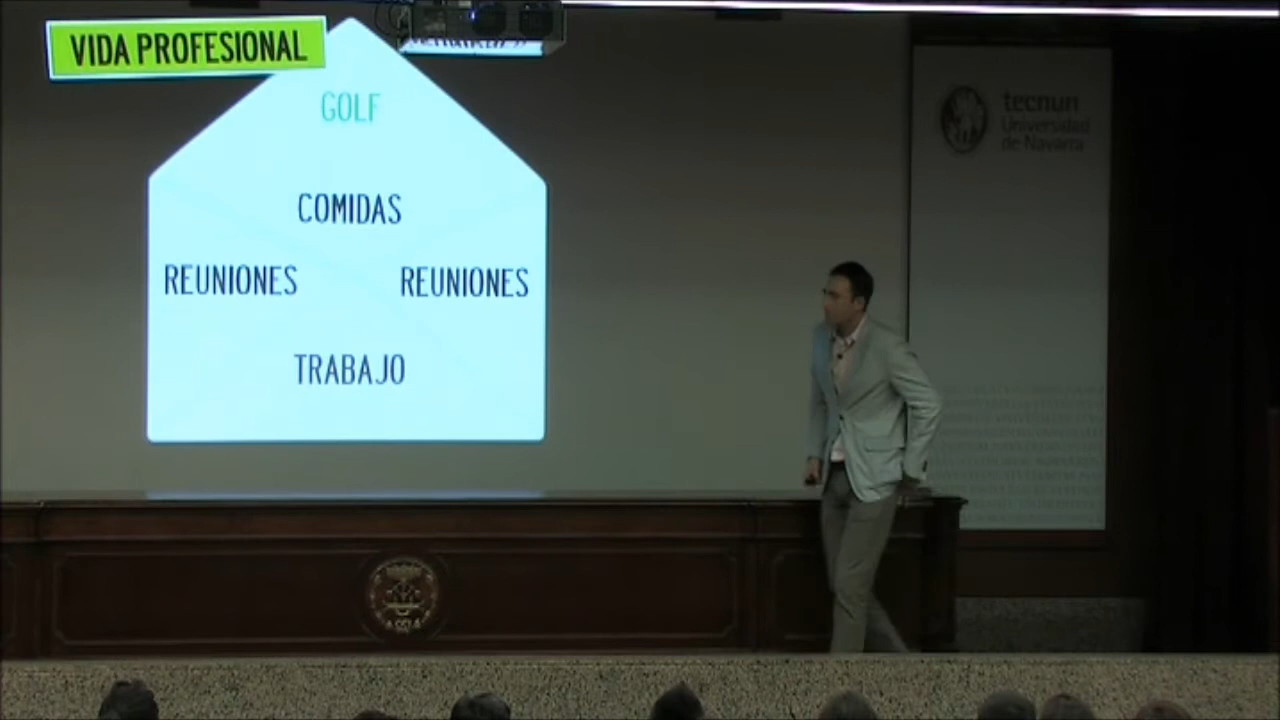 VIDA PROFESIONAL
GOLF
COMIDAS
REUNIONES REUNIONES
TRABAJO
tecnun
Universidad
de Navarra